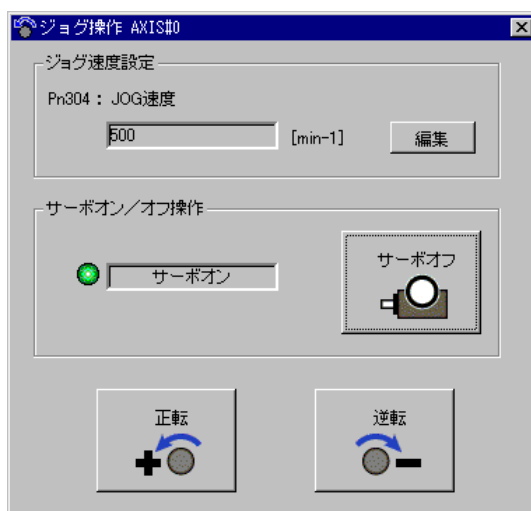 ジョグ操作 AXIS#0
ジョグ速度設定
Pn304 : JOG速度
500 [min-1] 編集
サーボオン/オフ操作
サーボオン
サーボオフ
正転 逆転